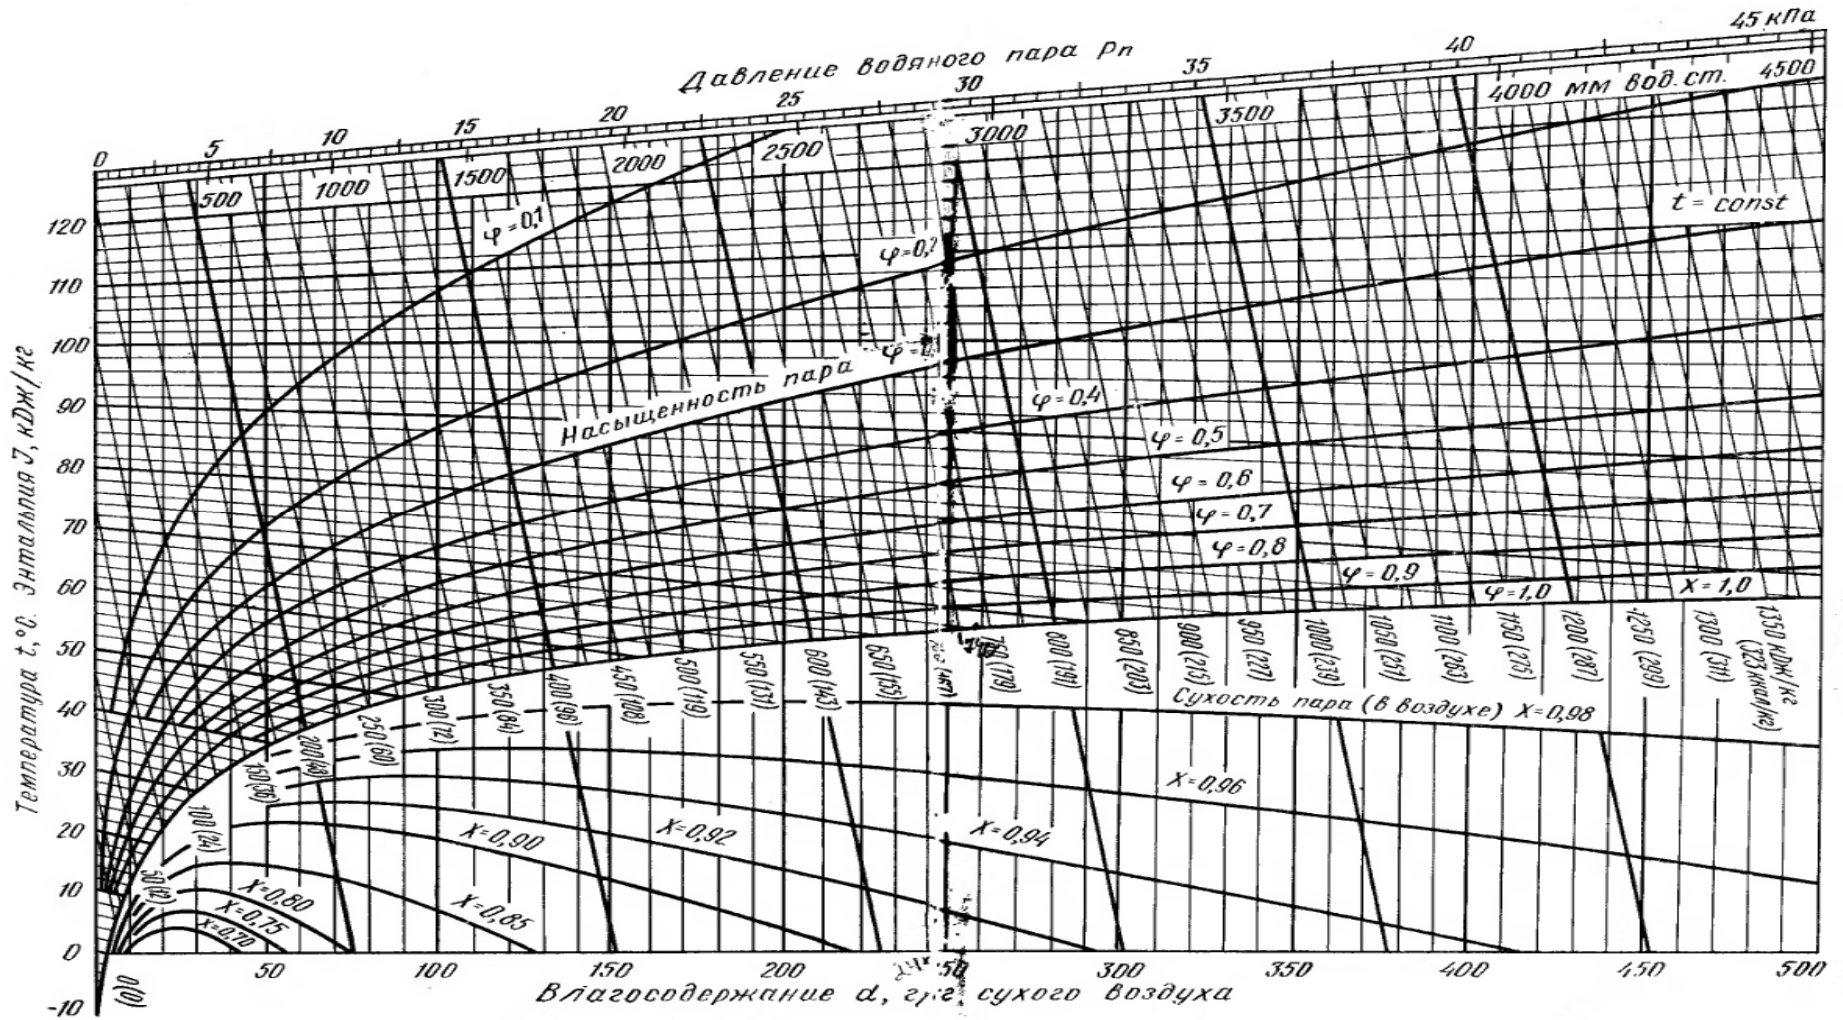 Давление водяного пара Pп
0 5 10 15 20 25 30 35 40 45 кПа
500 1000 1500 2000 2500 3000 3500 4000 мм вод.ст. 4500
t = const
φ=0,1
φ=0,2
Насыщенность пара φ=
φ=0,4
φ=0,5
φ=0,6
φ=0,7
φ=0,8
φ=0,9
φ=1,0
X=1,0
Температура t,°C. Энтальпия J, кДж/кг
120
110
100
90
80
70
60
50
40
30
20
10
0
-10
0(0)
50(12)
100(24)
150(36)
200(48)
250(60)
300(72)
350(84)
400(96)
450(108)
500(119)
550(131)
600(143)
650(155)
750(179)
800(191)
850(203)
900(215)
950(227)
1000(239)
1050(251)
1100(263)
1150(275)
1200(287)
1250(299)
1300(311)
1350 кДж/кг
(323 ккал/кг)
Сухость пара (в воздухе) X=0,98
X=0,96
X=0,94
X=0,92
X=0,90
X=0,85
X=0,80
X=0,75
X=0,70
50 100 150 200 50 300 350 400 450 500
Влагосодержание d, г/кг сухого воздуха